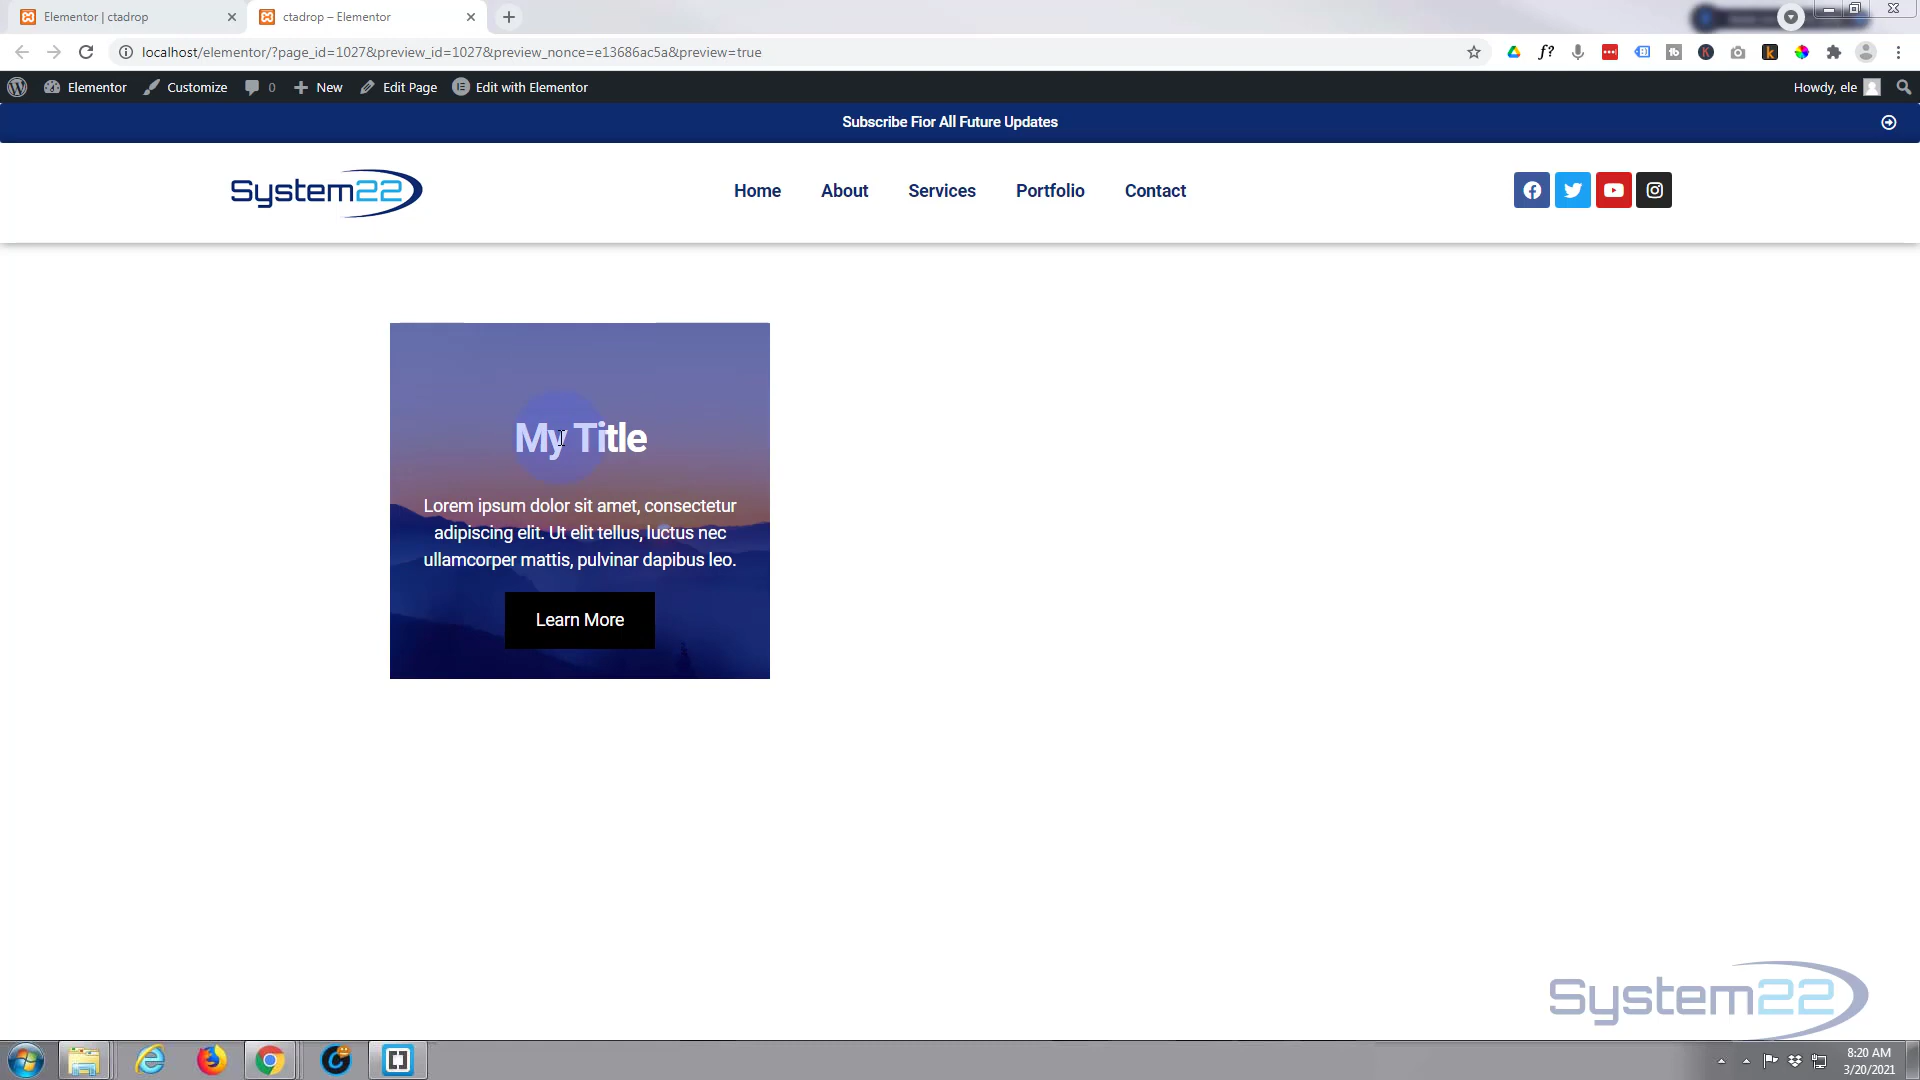 Elementor | ctadrop
ctadrop – Elementor
localhost/elementor/?page_id=1027&preview_id=1027&preview_nonce=e13686ac5a&preview=true
Elementor
Customize
0
New
Edit Page
Edit with Elementor
Howdy, ele
Subscribe Fior All Future Updates
System22
Home
About
Services
Portfolio
Contact
My Title
Lorem ipsum dolor sit amet, consectetur
adipiscing elit. Ut elit tellus, luctus nec
ullamcorper mattis, pulvinar dapibus leo.
Learn More
System22
8:20 AM
3/20/2021